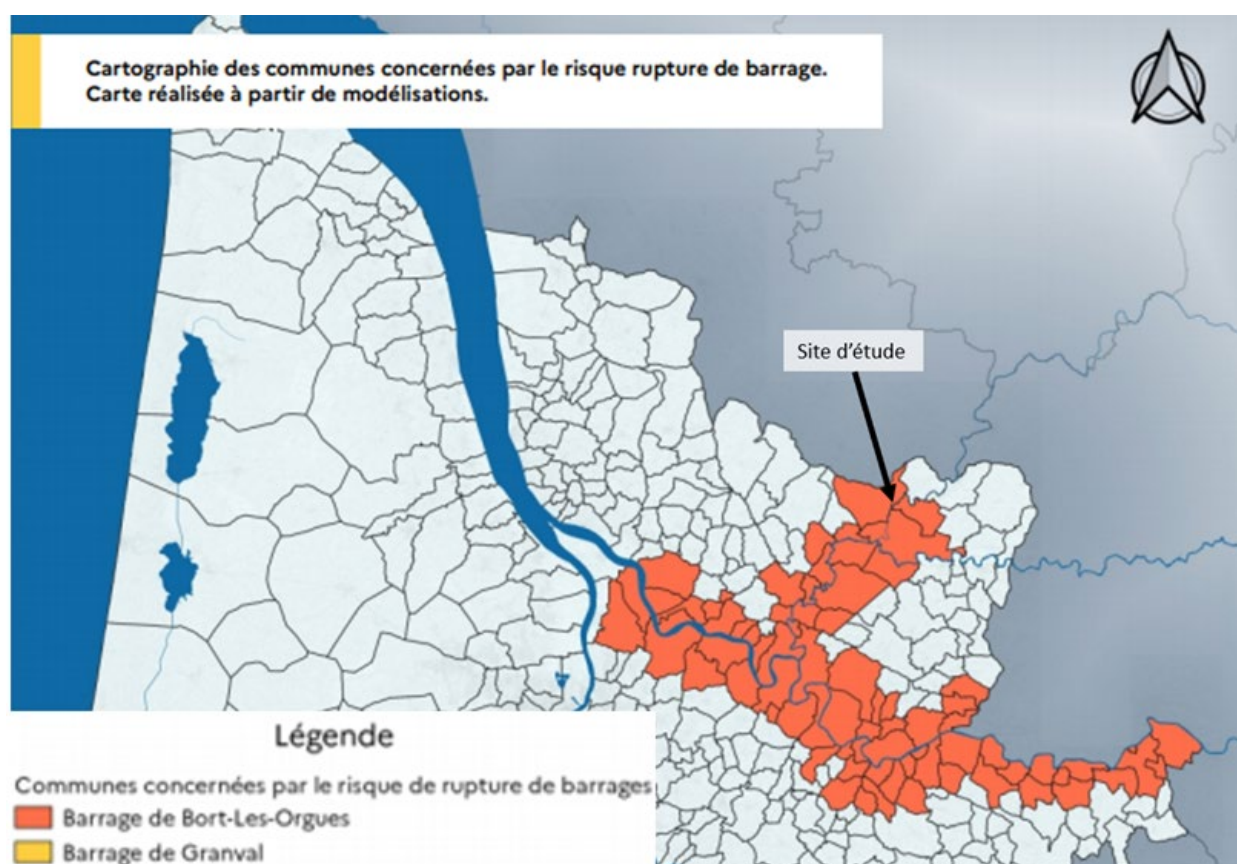 Cartographie des communes concernées par le risque rupture de barrage.
Carte réalisée à partir de modélisations.
Site d'étude
Légende
Communes concernées par le risque de rupture de barrages
Barrage de Bort-Les-Orgues
Barrage de Granval